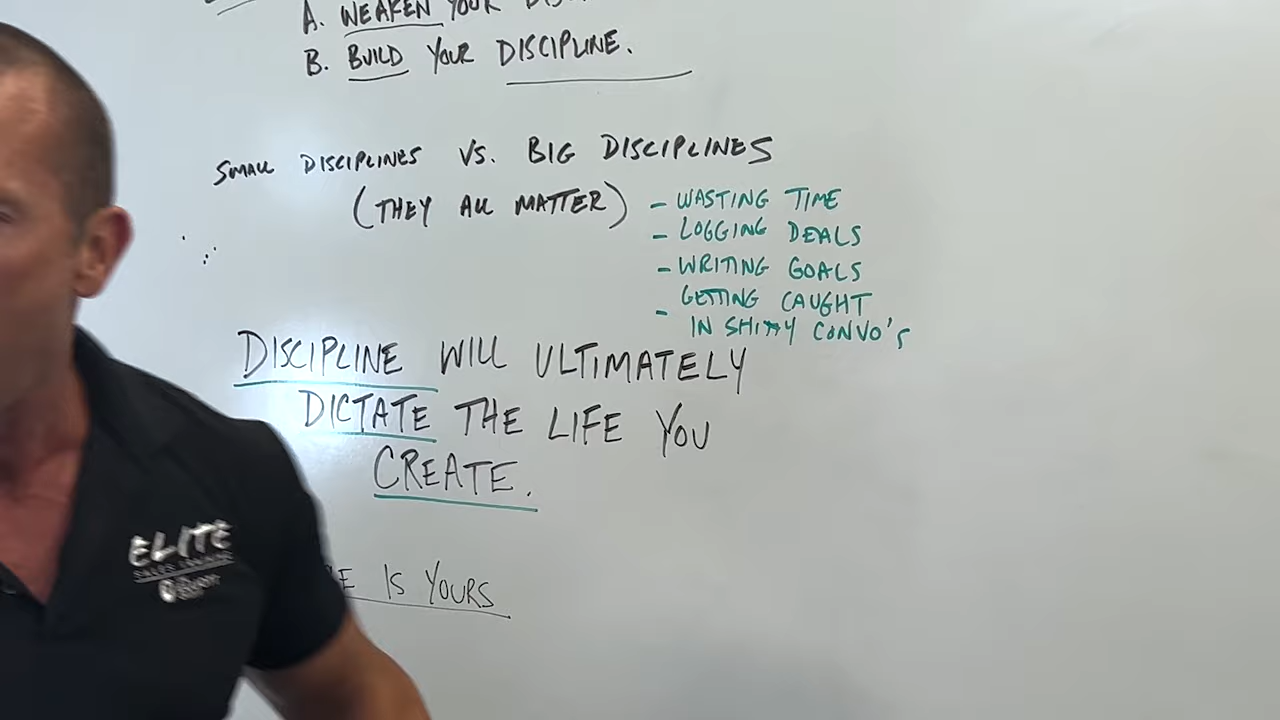 A. WEAKEN YOUR
B. BUILD YOUR DISCIPLINE.
SMALL DISCIPLINES VS. BIG DISCIPLINES
(THEY ALL MATTER)
- WASTING TIME
- LOGGING DEALS
- WRITING GOALS
- GETTING CAUGHT
IN SHITTY CONVO'S
DISCIPLINE WILL ULTIMATELY
DICTATE THE LIFE YOU
CREATE.
IS YOURS
ELITE